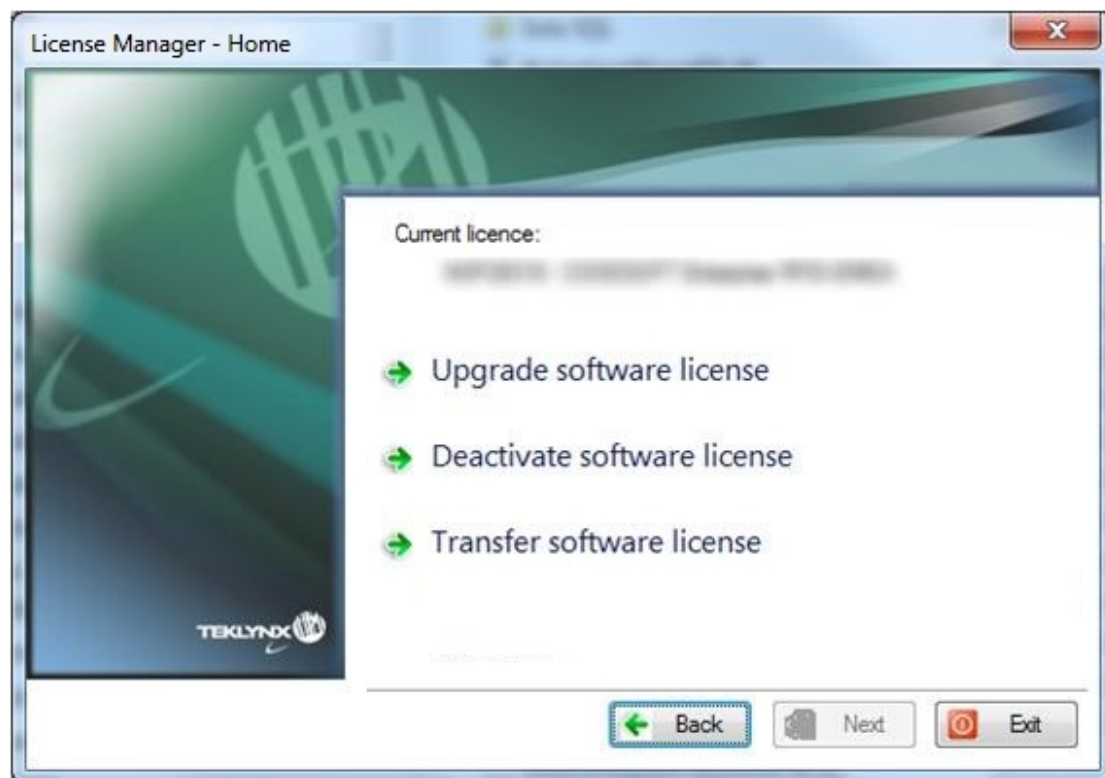 License Manager - Home
Current licence:
Upgrade software license
Deactivate software license
Transfer software license
TEKLYNX
Back
Next
Exit